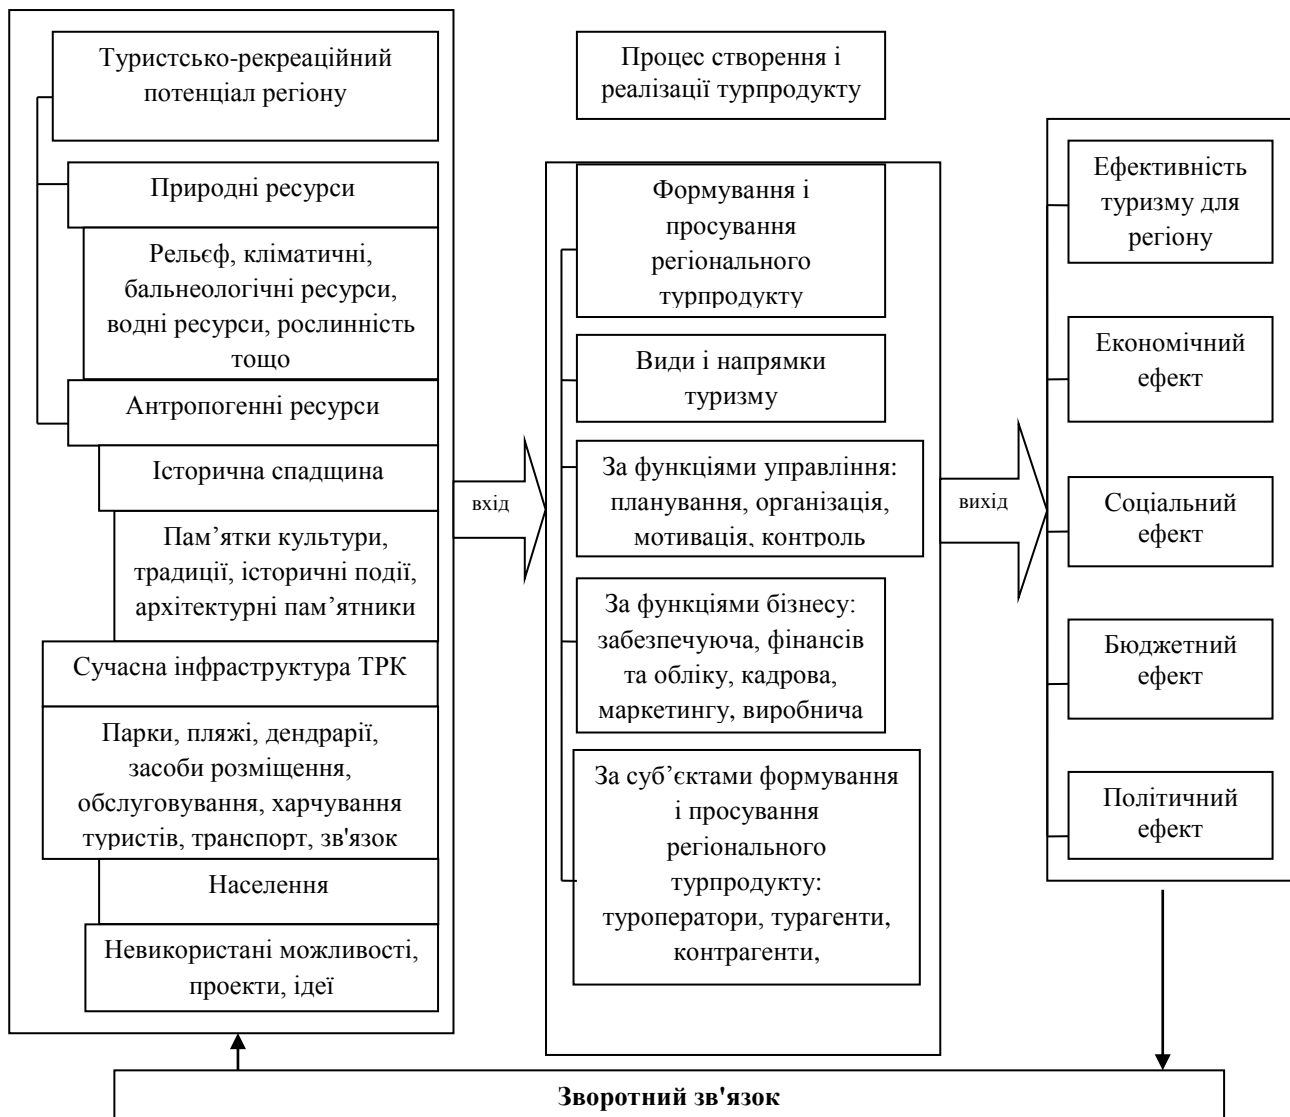 Туристсько-рекреаційний
потенціал регіону
Природні ресурси
Рельєф, кліматичні,
бальнеологічні ресурси,
водні ресурси, рослинність
тощо
Антропогенні ресурси
Історична спадщина
Пам’ятки культури,
традиції, історичні події,
архітектурні пам’ятники
Сучасна інфраструктура ТРК
Парки, пляжі, дендрарії,
засоби розміщення,
обслуговування, харчування
туристів, транспорт, зв'язок
Населення
Невикористані можливості,
проекти, ідеї
вхід
Процес створення і
реалізації турпродукту
Формування і
просування
регіонального
турпродукту
Види і напрямки
туризму
За функціями управління:
планування, організація,
мотивація, контроль
За функціями бізнесу:
забезпечуюча, фінансів
та обліку, кадрова,
маркетингу, виробнича
За суб’єктами формування
і просування
регіонального
турпродукту:
туроператори, турагенти,
контрагенти,
вихід
Ефективність
туризму для
регіону
Економічний
ефект
Соціальний
ефект
Бюджетний
ефект
Політичний
ефект
Зворотний зв'язок